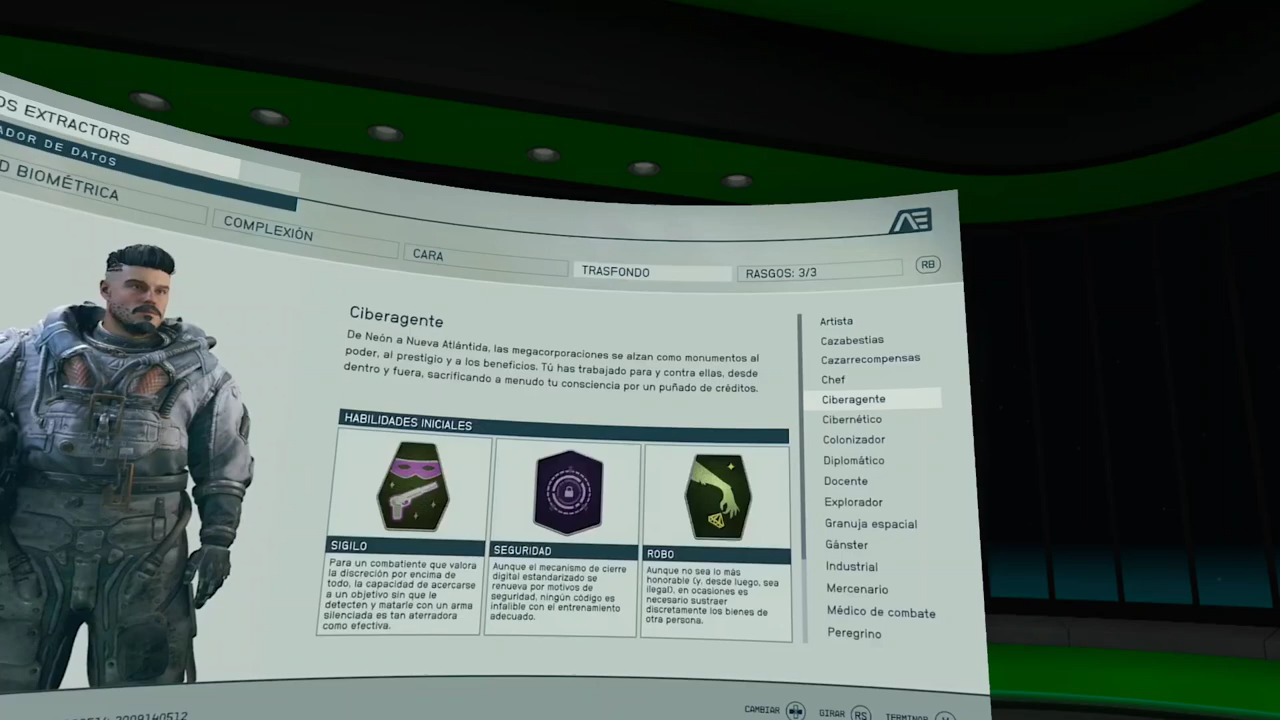 OS EXTRACTORS
ADOR DE DATOS
D BIOMÉTRICA
COMPLEXIÓN
CARA
TRASFONDO
RASGOS: 3/3
RB
Ciberagente
De Neón a Nueva Atlántida, las megacorporaciones se alzan como monumentos al
poder, al prestigio y a los beneficios. Tú has trabajado para y contra ellas, desde
dentro y fuera, sacrificando a menudo tu consciencia por un puñado de créditos.
HABILIDADES INICIALES
SIGILO
Para un combatiente que valora
la discreción por encima de
todo, la capacidad de acercarse
a un objetivo sin que le
detecten y matarle con un arma
silenciada es tan aterradora
como efectiva.
SEGURIDAD
Aunque el mecanismo de cierre
digital estandarizado se
renueva por motivos de
seguridad, ningún código es
infalible con el entrenamiento
adecuado.
ROBO
Aunque no sea lo más
honorable (y, desde luego, sea
ilegal), en ocasiones es
necesario sustraer
discretamente los bienes de
otra persona.
Artista
Cazabestias
Cazarrecompensas
Chef
Ciberagente
Cibernético
Colonizador
Diplomático
Docente
Explorador
Granuja espacial
Gánster
Industrial
Mercenario
Médico de combate
Peregrino
CAMBIAR
GIRAR RS
TERMINAR